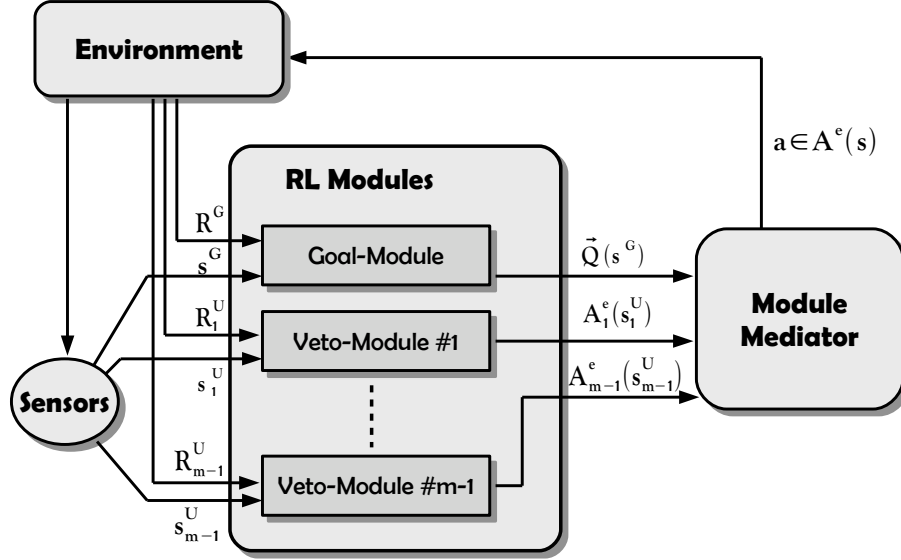 Environment
a ∈ A^e(s)
RL Modules
R^G
Goal-Module
s^G
Q⃗(s^G)
R_1^U
Veto-Module #1
A_1^e(s_1^U)
Module
Mediator
s_1^U
A_{m-1}^e(s_{m-1}^U)
Sensors
R_{m-1}^U
Veto-Module #m-1
s_{m-1}^U